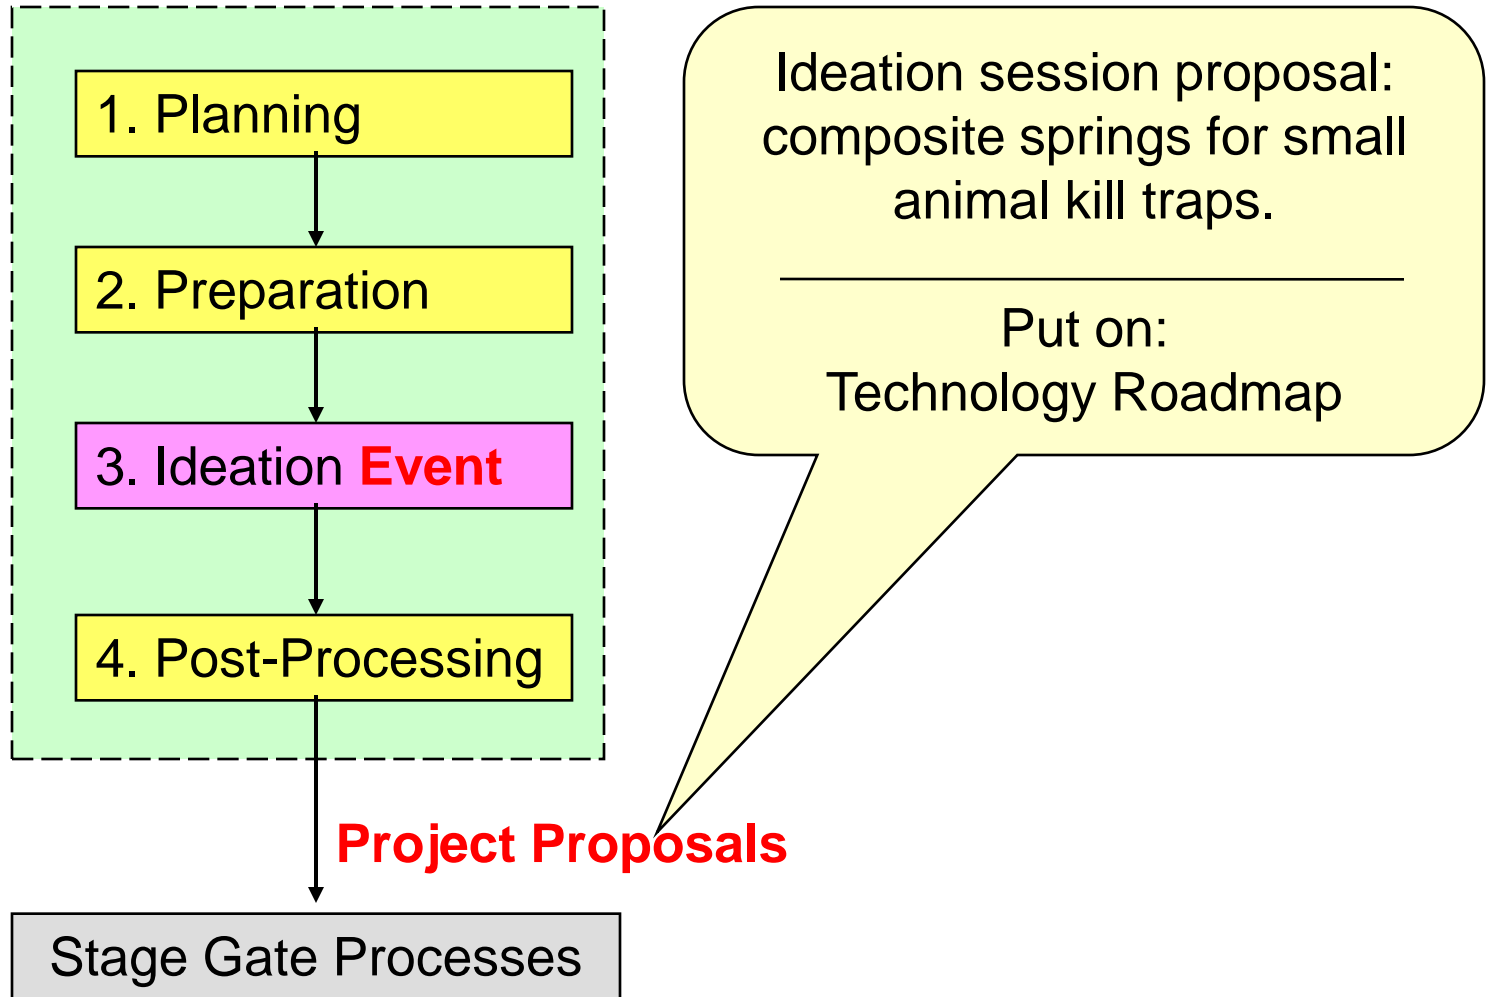 1. Planning
2. Preparation
3. Ideation Event
4. Post-Processing
Project Proposals
Stage Gate Processes
Ideation session proposal:
composite springs for small
animal kill traps.
Put on:
Technology Roadmap